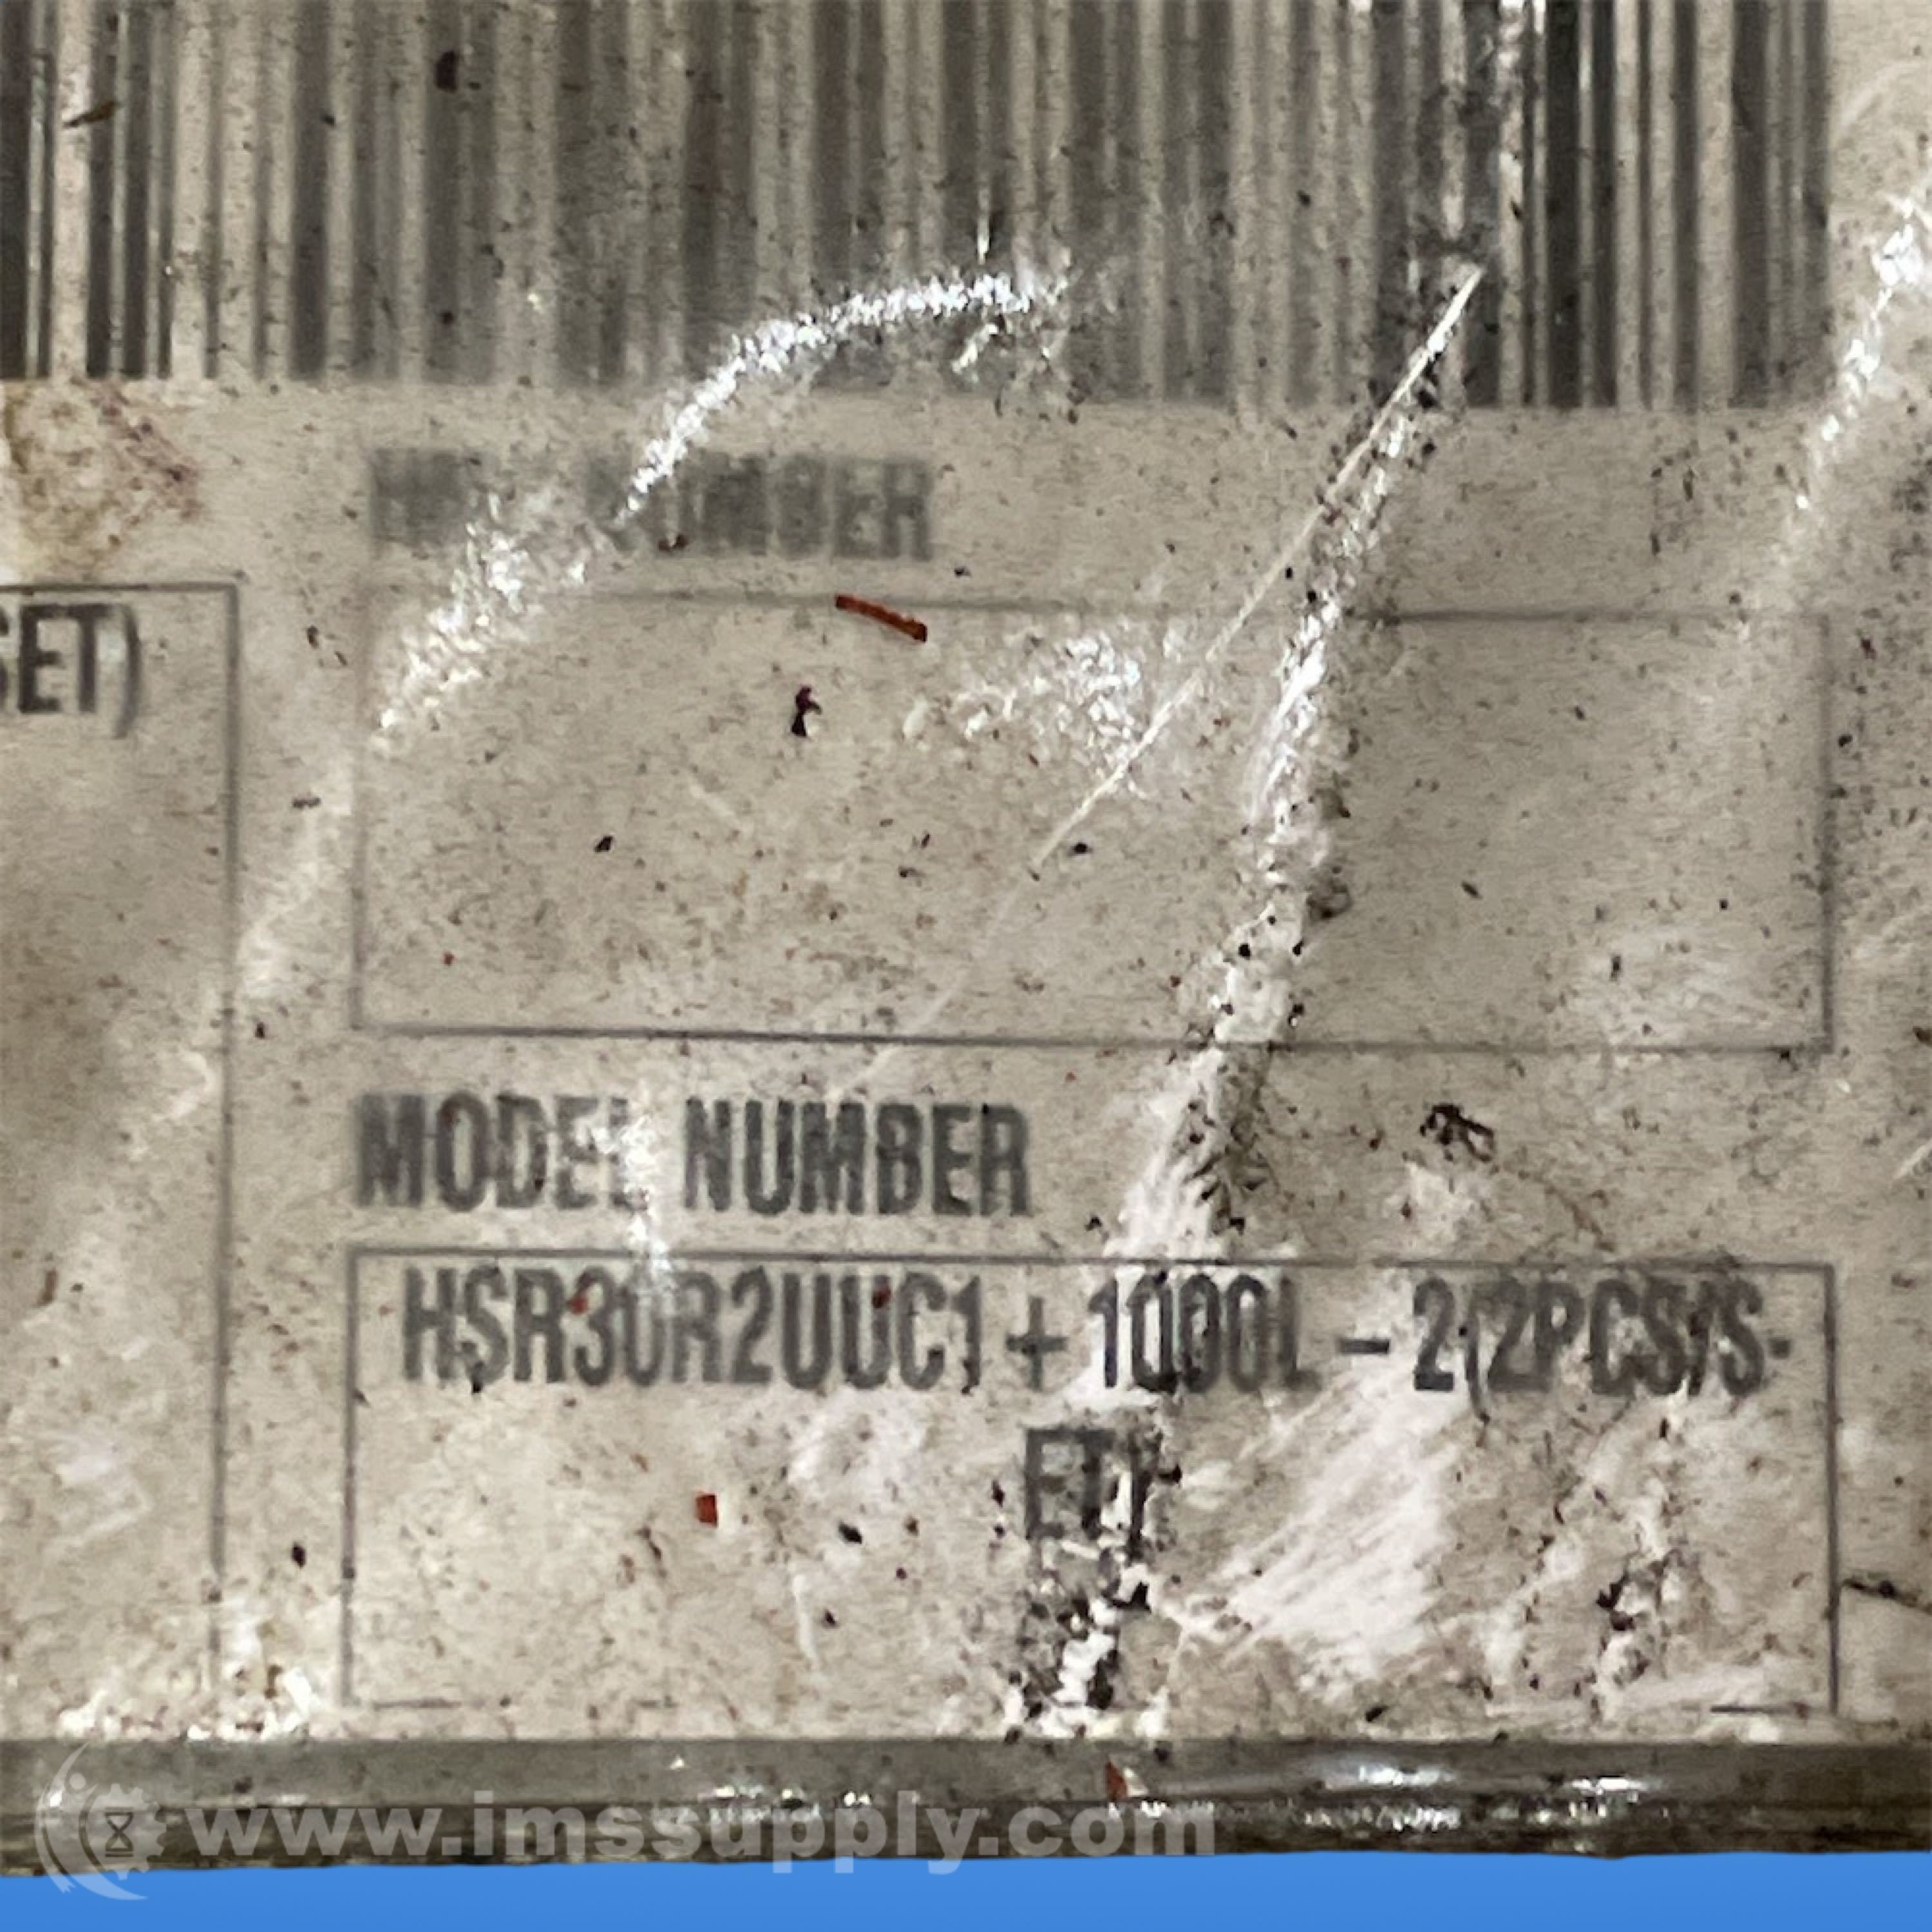 SET)
NUMBER
MODEL NUMBER
HSR30R2UUC1 + 1000L - 2(2PCS/S-
ET)
www.imssupply.com